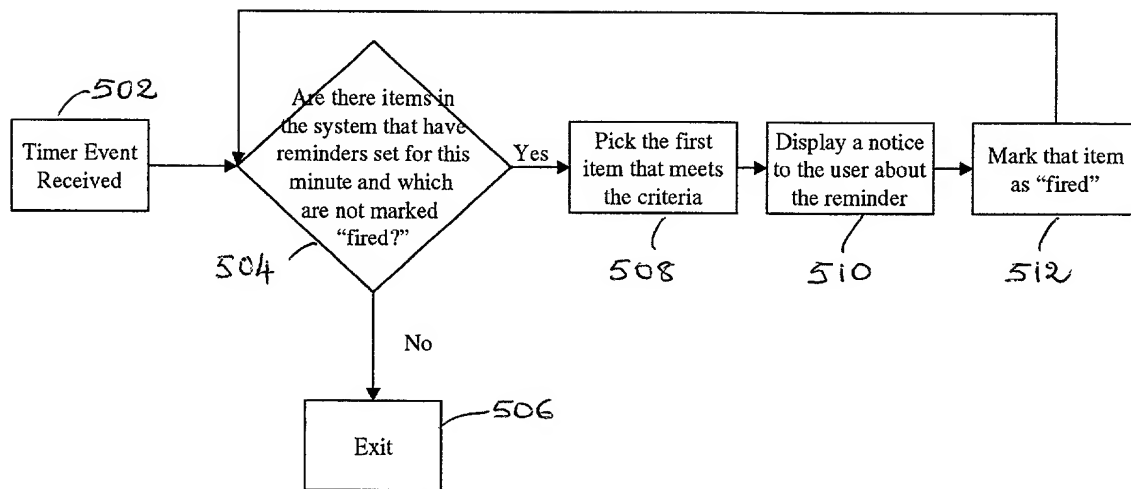 502
Timer Event
Received
Are there items in
the system that have
reminders set for this
minute and which
are not marked
“fired?”
504
Yes
Pick the first
item that meets
the criteria
508
Display a notice
to the user about
the reminder
510
Mark that item
as “fired”
512
No
Exit
506